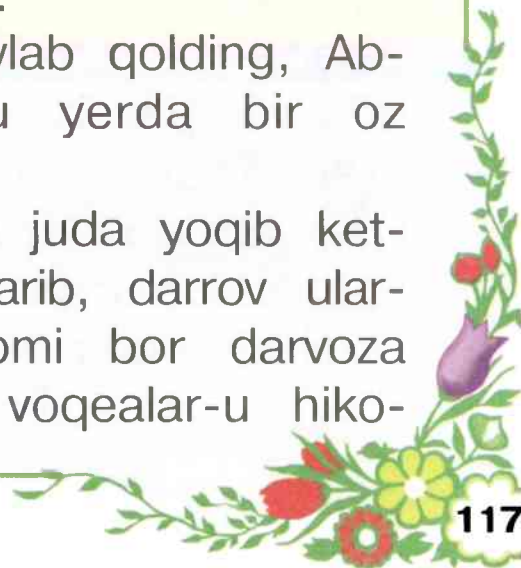 ylab qolding, Ab-
u yerda bir oz
juda yoqib ket-
arib, darrov ular-
omi bor darvoza
voqealar-u hiko-
117